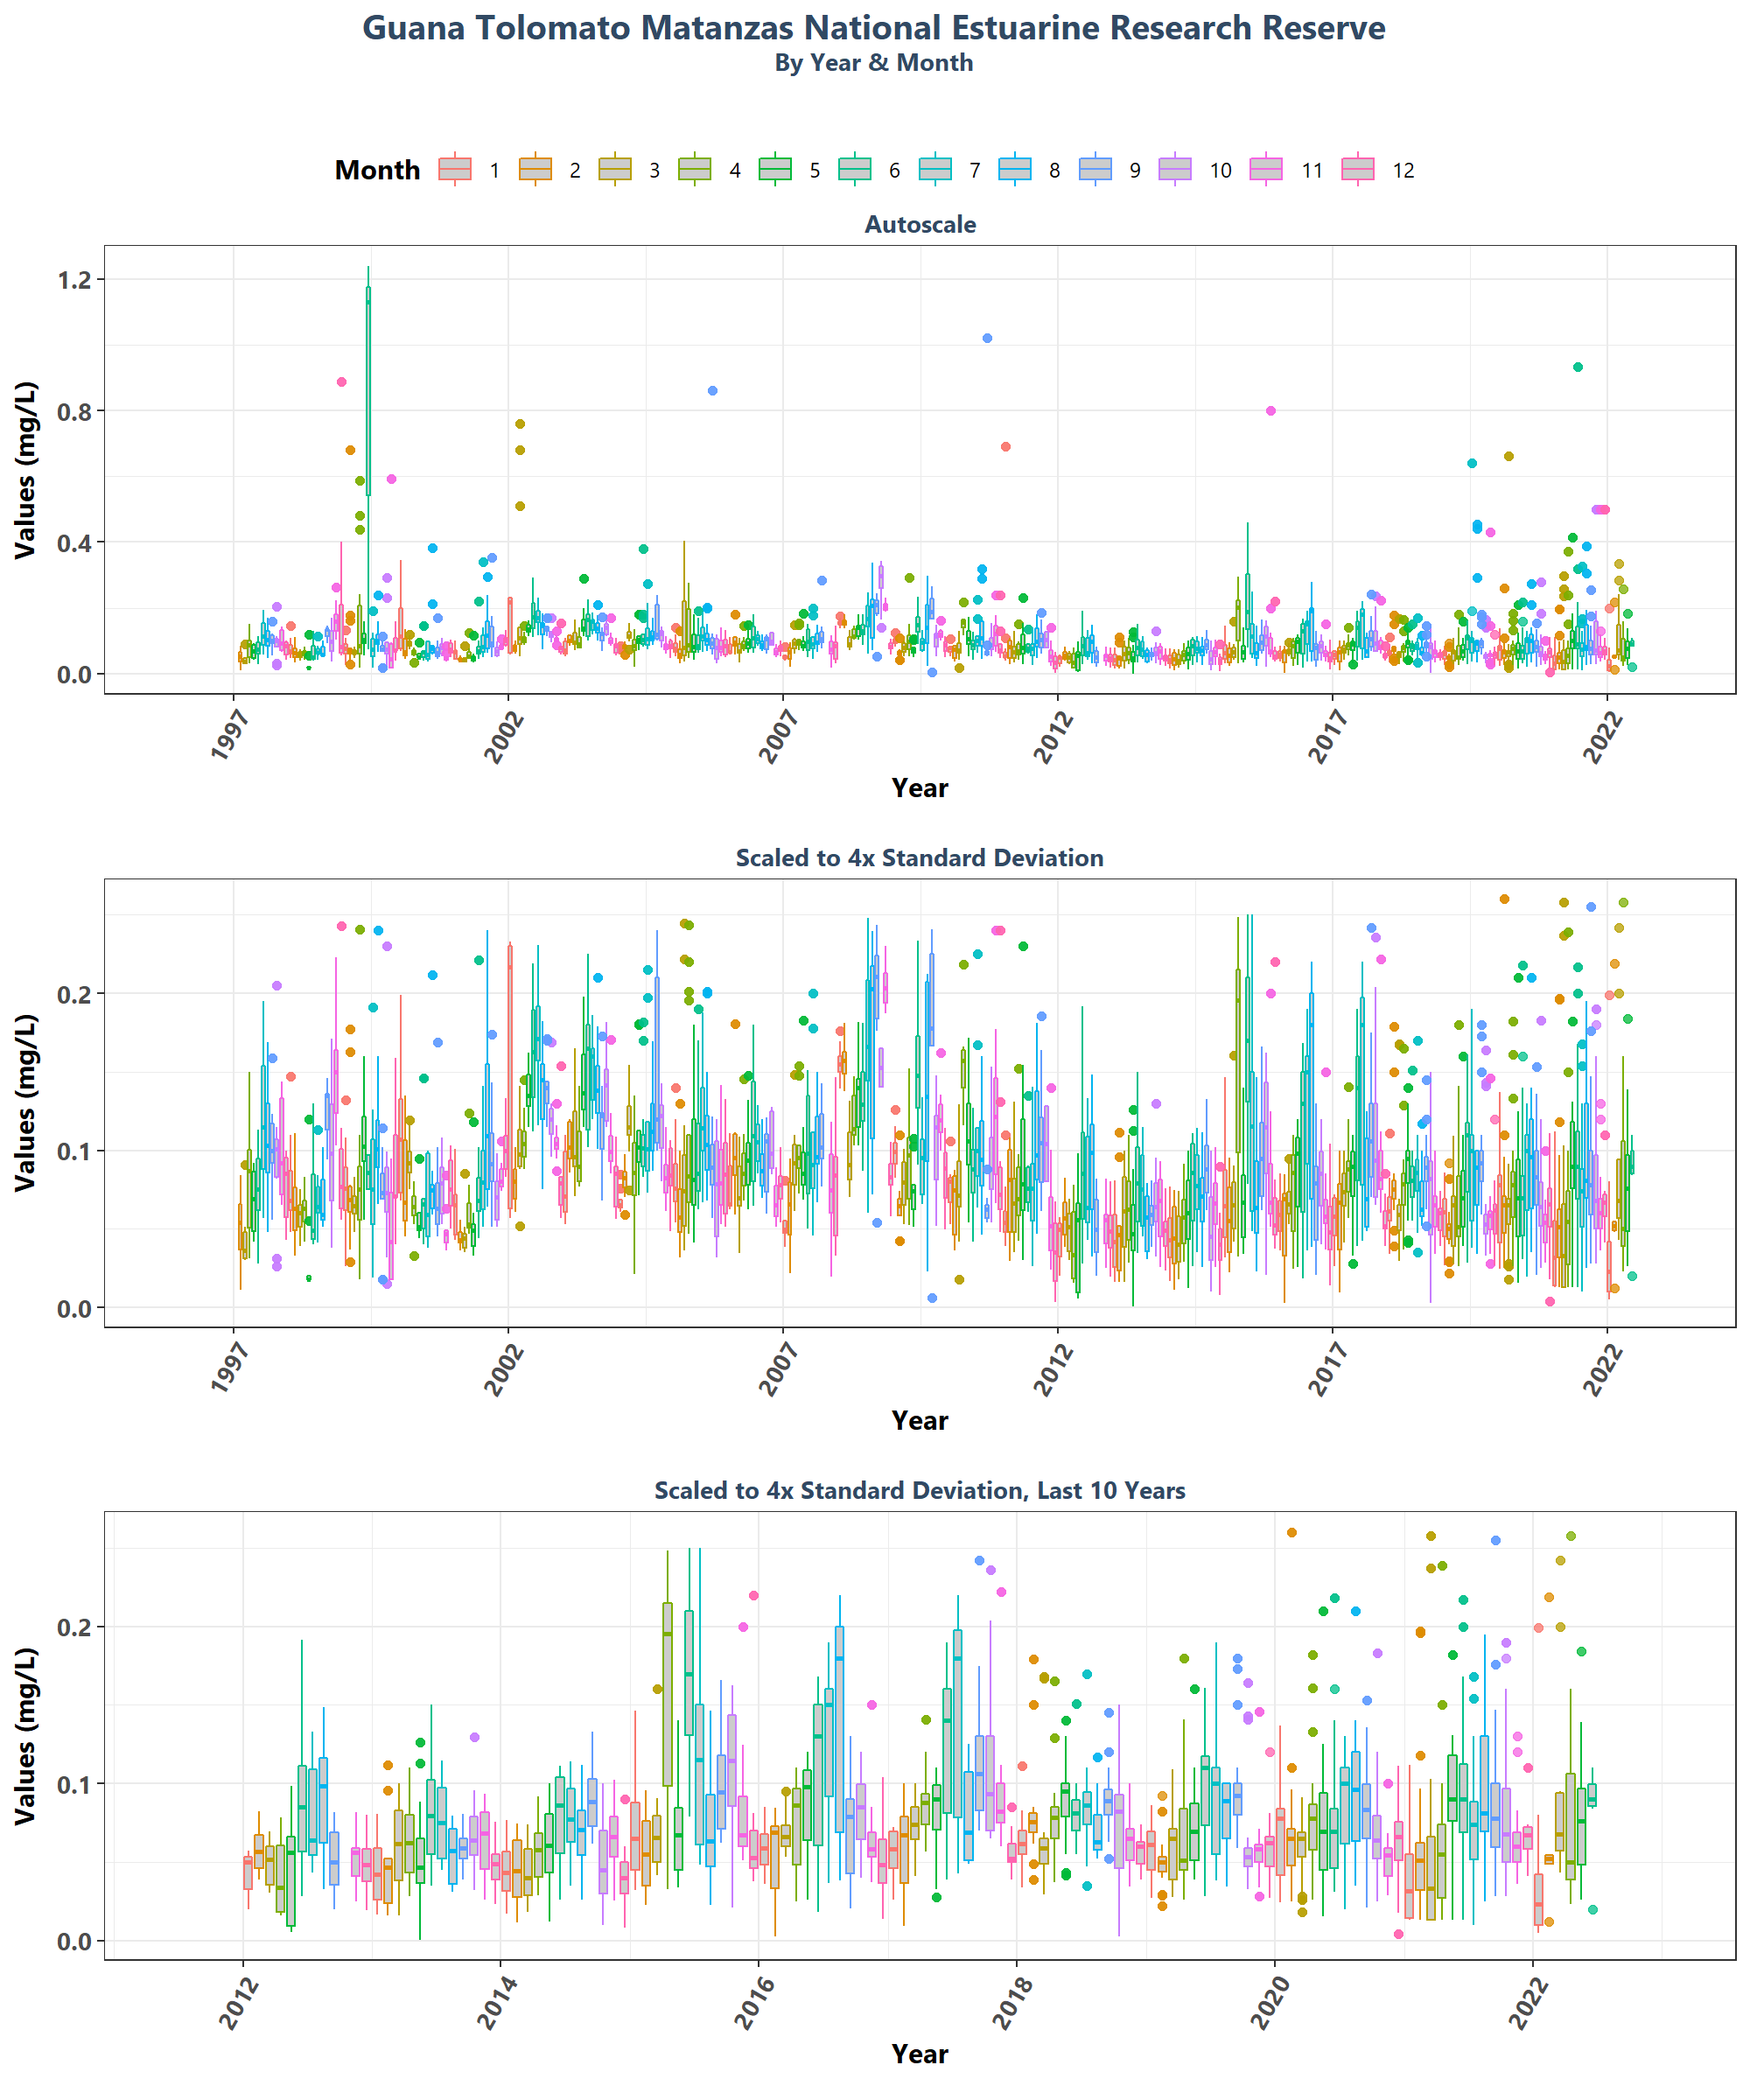 Guana Tolomato Matanzas National Estuarine Research Reserve
By Year & Month
Month 1 2 3 4 5 6 7 8 9 10 11 12
Autoscale
Values (mg/L)
1.2
0.8
0.4
0.0
1997 2002 2007 2012 2017 2022
Year
Scaled to 4x Standard Deviation
Values (mg/L)
0.2
0.1
0.0
1997 2002 2007 2012 2017 2022
Year
Scaled to 4x Standard Deviation, Last 10 Years
Values (mg/L)
0.2
0.1
0.0
2012 2014 2016 2018 2020 2022
Year